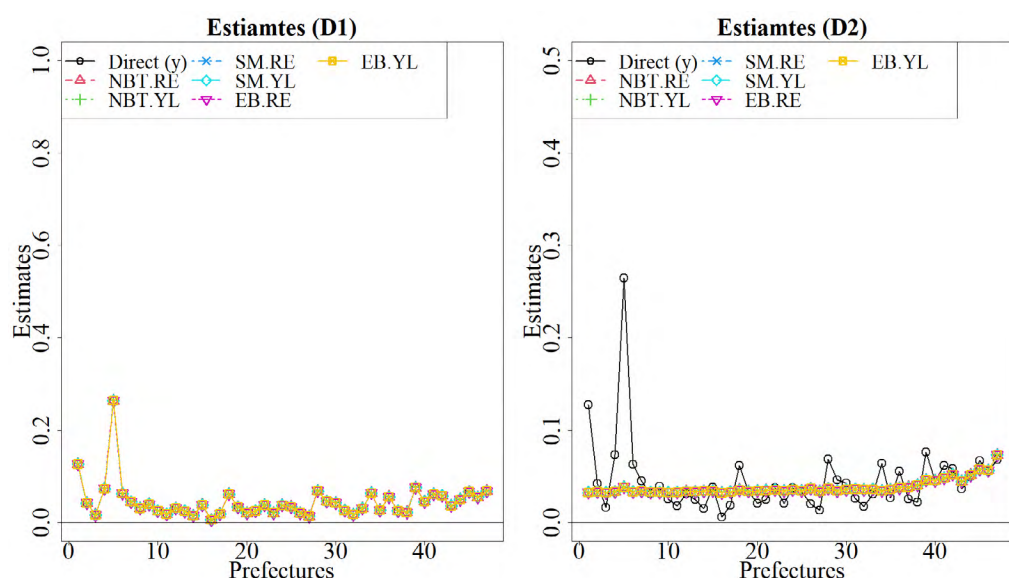 Estiamtes (D1)
Direct (y) SM.RE EB.YL
NBT.RE SM.YL
NBT.YL EB.RE
Estimates
0.0 0.2 0.4 0.6 0.8 1.0
0 10 20 30 40
Prefectures
Estiamtes (D2)
Direct (y) SM.RE EB.YL
NBT.RE SM.YL
NBT.YL EB.RE
Estimates
0.0 0.1 0.2 0.3 0.4 0.5
0 10 20 30 40
Prefectures